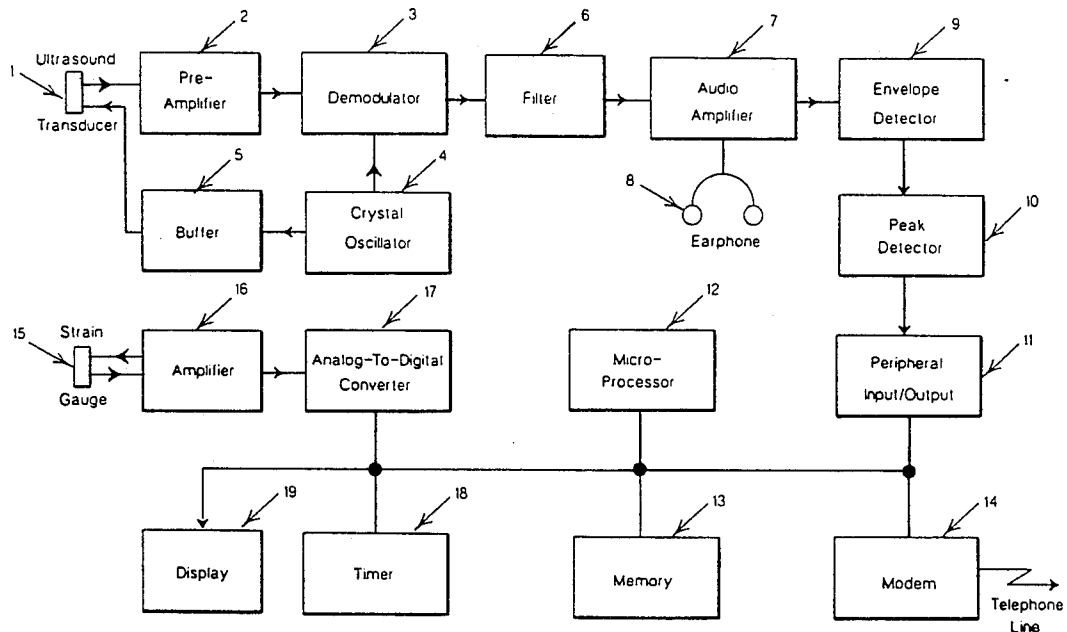 2
3
6
7
9
1
Ultrasound
Transducer
Pre-
Amplifier
Demodulator
Filter
Audio
Amplifier
Envelope
Detector
5
4
8
10
Buffer
Crystal
Oscillator
Earphone
Peak
Detector
16
17
12
11
15
Strain
Gauge
Amplifier
Analog-To-Digital
Converter
Micro-
Processor
Peripheral
Input/Output
19
18
13
14
Display
Timer
Memory
Modem
Telephone
Line